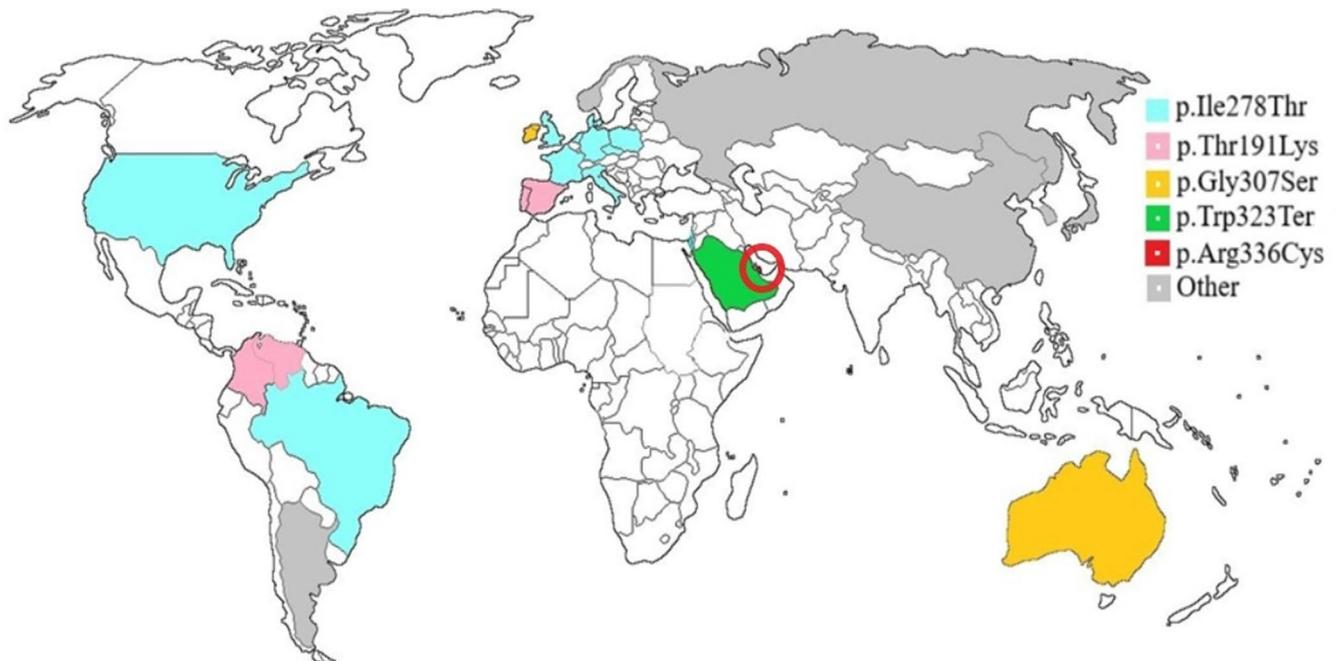 p.Ile278Thr
p.Thr191Lys
p.Gly307Ser
p.Trp323Ter
p.Arg336Cys
Other